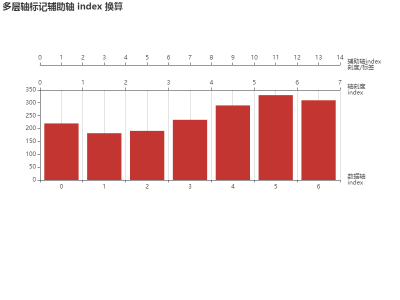 多层轴标记辅助轴 index 换算
0 1 2 3 4 5 6 7 8 9 10 11 12 13 14
辅助轴index
刻度/标签
0 1 2 3 4 5 6 7
轴刻度
index
350
300
250
200
150
100
50
0
0 1 2 3 4 5 6
数据轴
index